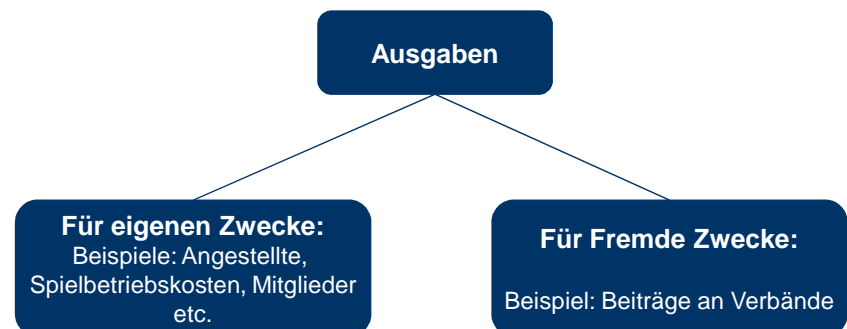 Ausgaben
Für eigenen Zwecke:
Beispiele: Angestellte,
Spielbetriebskosten, Mitglieder
etc.
Für Fremde Zwecke:
Beispiel: Beiträge an Verbände